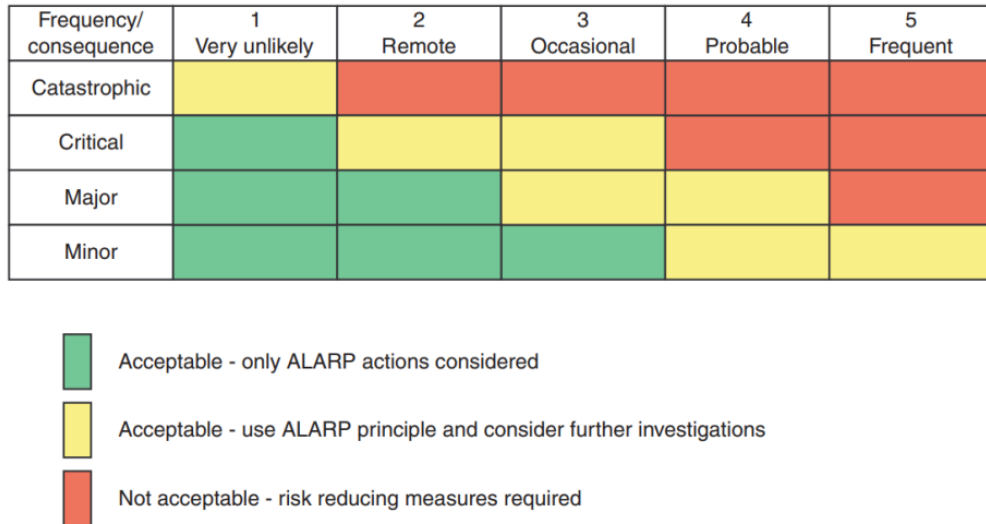 Frequency/ consequence 1 Very unlikely 2 Remote 3 Occasional 4 Probable 5 Frequent
Catastrophic
Critical
Major
Minor
Acceptable - only ALARP actions considered
Acceptable - use ALARP principle and consider further investigations
Not acceptable - risk reducing measures required